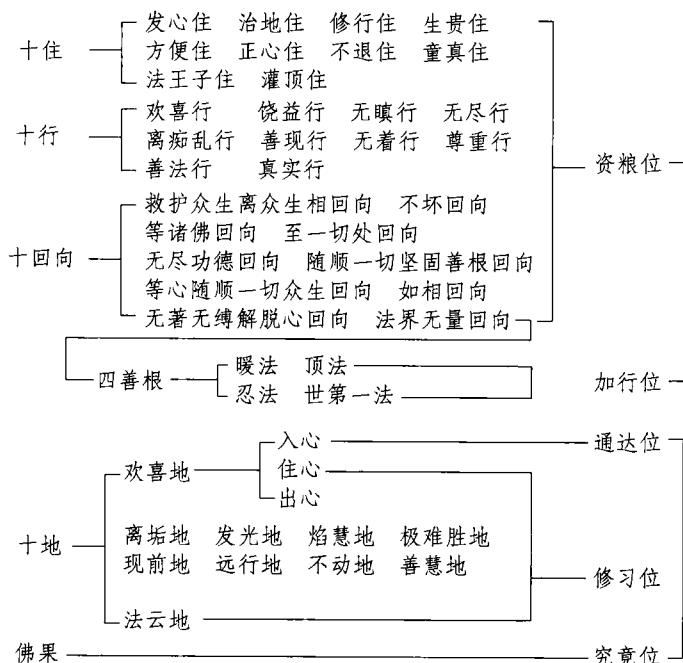 发心住 治地住 修行住 生贵住
十住 方便住 正心住 不退住 童真住
法王子住 灌顶住
欢喜行 饶益行 无瞋行 无尽行
十行 离痴乱行 善现行 无着行 尊重行
善法行 真实行
资粮位
救护众生离众生相回向 不坏回向
等诸佛回向 至一切处回向
十回向 无尽功德回向 随顺一切坚固善根回向
等心随顺一切众生回向 如相回向
无著无缚解脱心回向 法界无量回向
四善根 暖法 顶法
忍法 世第一法
加行位
入心 通达位
欢喜地 住心
出心
十地 离垢地 发光地 焰慧地 极难胜地
现前地 远行地 不动地 善慧地
修习位
法云地
佛果 究竟位